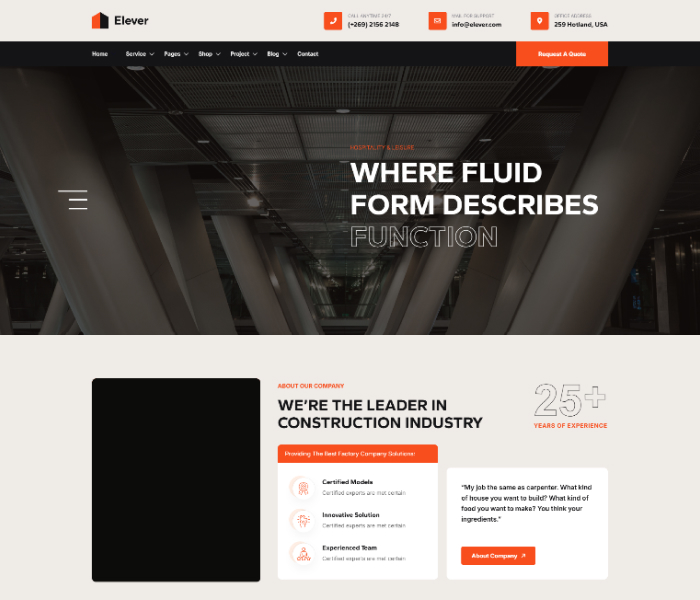 Elever
CALL ANYTIME 24/7
(+269) 2156 2148
MAIL FOR SUPPORT
info@elever.com
OFFICE ADDRESS
259 Hotland, USA
Home
Service
Pages
Shop
Project
Blog
Contact
Request A Quote
HOSPITALITY & LEISURE
WHERE FLUID
FORM DESCRIBES
FUNCTION
ABOUT OUR COMPANY
WE'RE THE LEADER IN
CONSTRUCTION INDUSTRY
25+
YEARS OF EXPERIENCE
Providing The Best Factory Company Solutions!
Certified Models
Certified experts are met certain
Innovative Solution
Certified experts are met certain
Experienced Team
Certified experts are met certain
"My job the same as carpenter. What kind
of house you want to build? What kind of
food you want to make? You think your
ingredients."
About Company